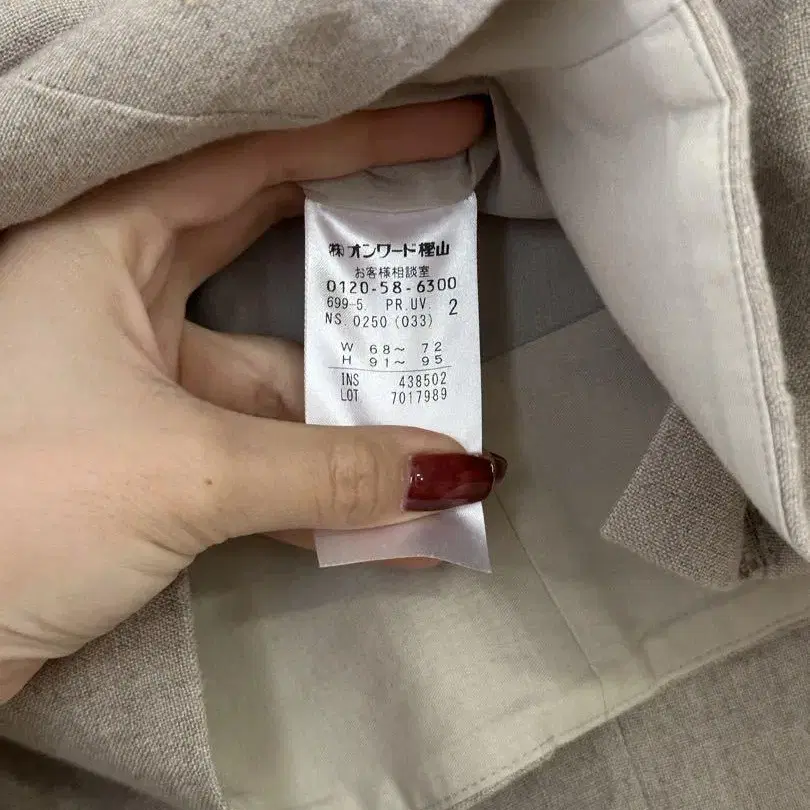 ㈱オンワード樫山
お客様相談室
0120-58-6300
699-5. PR.UV. 2
NS. 0250 (033)
W 68〜 72
H 91〜 95
INS 438502
LOT 7017989